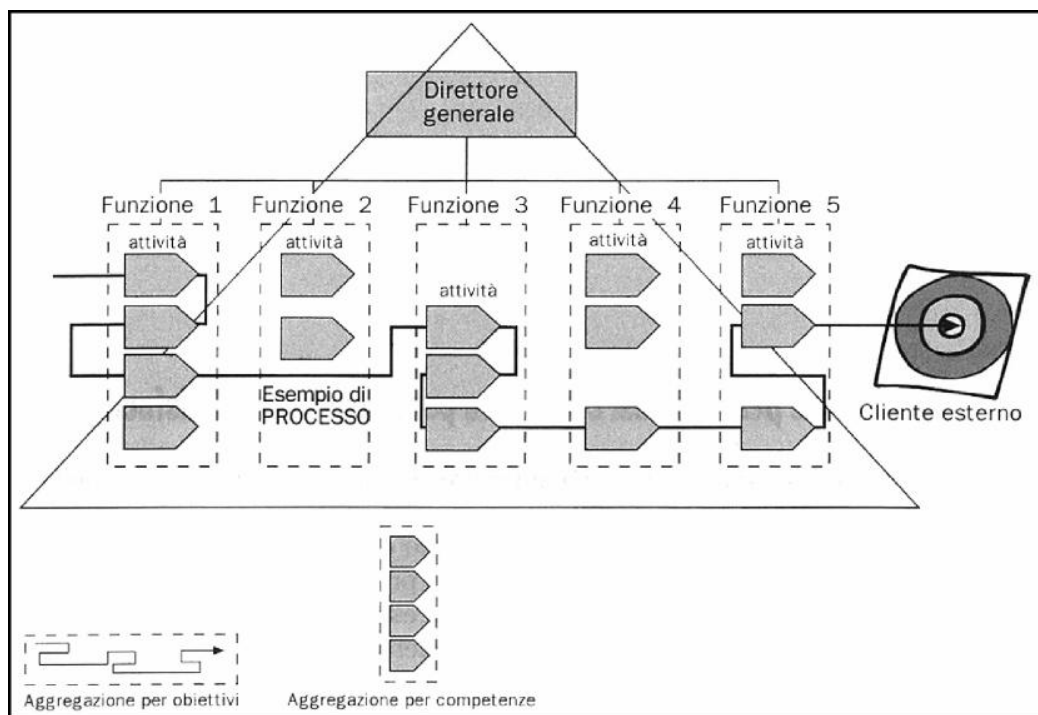 Direttore
generale
Funzione 1
Funzione 2
Funzione 3
Funzione 4
Funzione 5
attività
attività
attività
attività
attività
Esempio di
PROCESSO
Cliente esterno
Aggregazione per obiettivi
Aggregazione per competenze